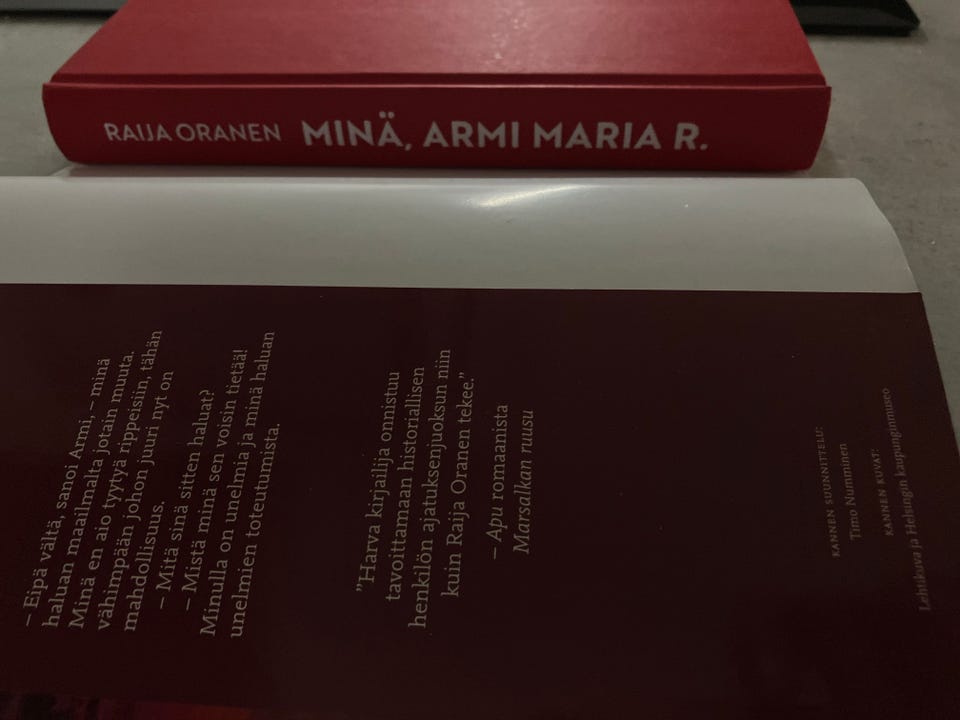 RAIJA ORANEN MINÄ, ARMI MARIA R.
– Eipä vältä, sanoi Armi, – minä
haluan maailmalta jotain muuta.
Minä en aio tyytyä rippeisiin, tähän
vähimpään johon juuri nyt on
mahdollisuus.
– Mitä sinä sitten haluat?
– Mistä minä sen voisin tietää!
Minulla on unelmia ja minä haluan
unelmien toteutumista.
”Harva kirjailija onnistuu
tavoittamaan historiallisen
henkilön ajatuksenjuoksun niin
kuin Raija Oranen tekee.”
– Apu romaanista
Marsalkan ruusu
KANNEN SUUNNITTELU:
Timo Numminen
KANNEN KUVAT:
Lehtikuva ja Helsingin kaupunginmuseo